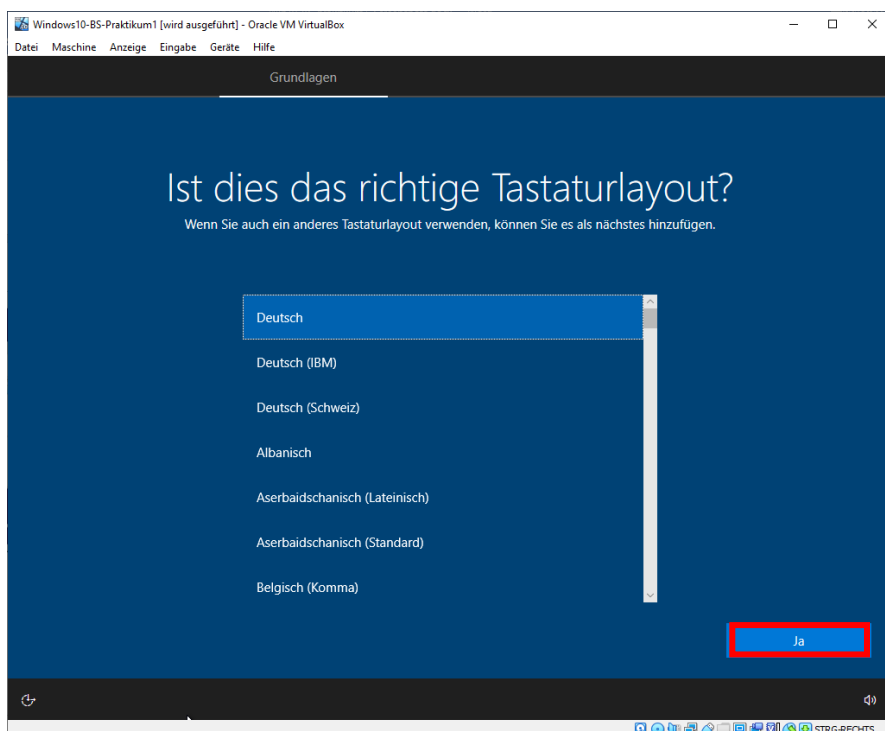 Windows10-BS-Praktikum1 [wird ausgeführt] - Oracle VM VirtualBox
Datei Maschine Anzeige Eingabe Geräte Hilfe
Grundlagen
Ist dies das richtige Tastaturlayout?
Wenn Sie auch ein anderes Tastaturlayout verwenden, können Sie es als nächstes hinzufügen.
Deutsch
Deutsch (IBM)
Deutsch (Schweiz)
Albanisch
Aserbaidschanisch (Lateinisch)
Aserbaidschanisch (Standard)
Belgisch (Komma)
Ja
STRG-RECHTS